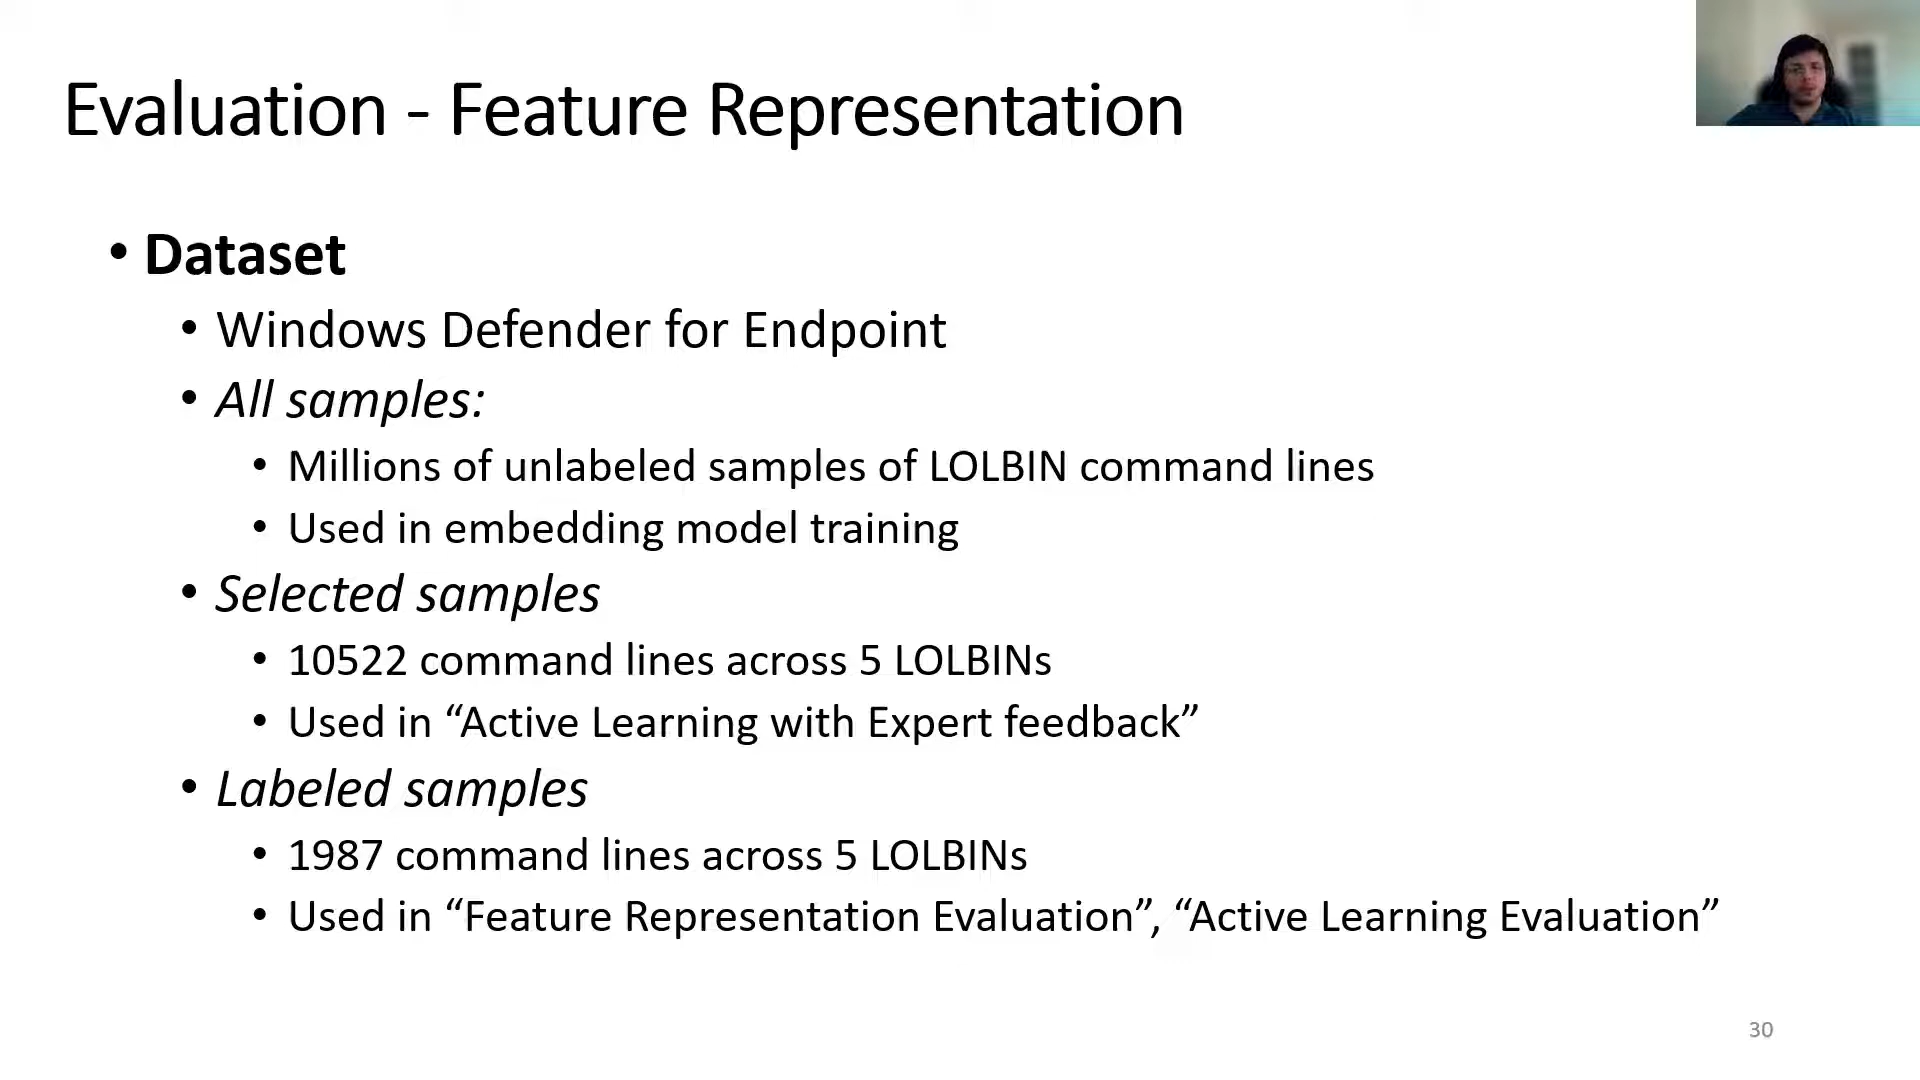 Evaluation - Feature Representation
• Dataset
• Windows Defender for Endpoint
• All samples:
• Millions of unlabeled samples of LOLBIN command lines
• Used in embedding model training
• Selected samples
• 10522 command lines across 5 LOLBINs
• Used in “Active Learning with Expert feedback”
• Labeled samples
• 1987 command lines across 5 LOLBINs
• Used in “Feature Representation Evaluation”, “Active Learning Evaluation”
30